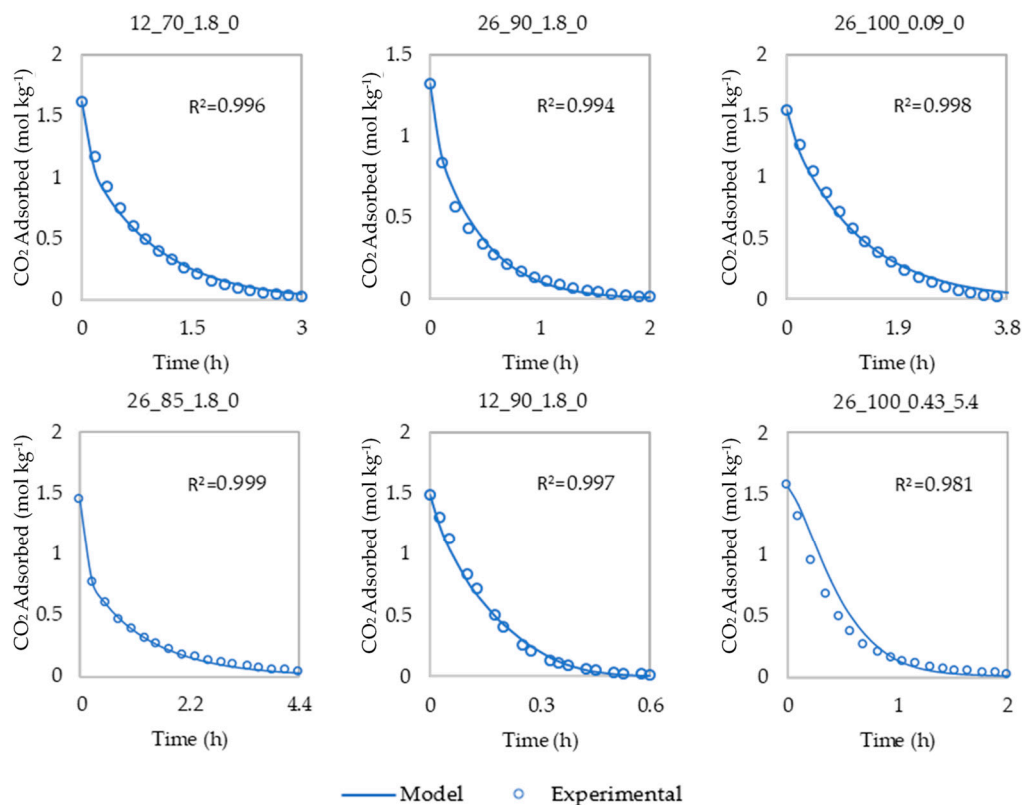 12_70_1.8_0
26_90_1.8_0
26_100_0.09_0
CO₂ Adsorbed (mol kg⁻¹)
2
1.5
1
0.5
0
R²=0.996
0
1.5
3
Time (h)
CO₂ Adsorbed (mol kg⁻¹)
1.5
1
0.5
0
R²=0.994
0
1
2
Time (h)
CO₂ Adsorbed (mol kg⁻¹)
2
1.5
1
0.5
0
R²=0.998
0
1.9
3.8
Time (h)
26_85_1.8_0
12_90_1.8_0
26_100_0.43_5.4
CO₂ Adsorbed (mol kg⁻¹)
2
1.5
1
0.5
0
R²=0.999
0
2.2
4.4
Time (h)
CO₂ Adsorbed (mol kg⁻¹)
2
1.5
1
0.5
0
R²=0.997
0
0.3
0.6
Time (h)
CO₂ Adsorbed (mol kg⁻¹)
2
1.5
1
0.5
0
R²=0.981
0
1
2
Time (h)
Model
Experimental